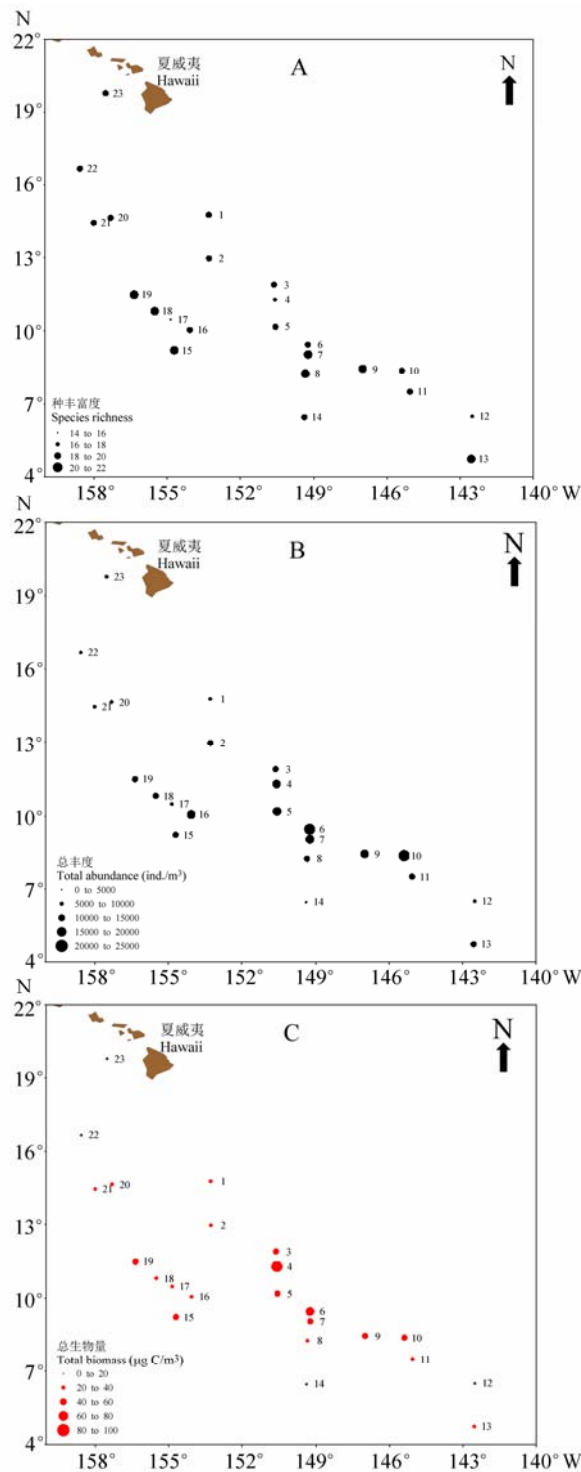 N
22°
夏威夷
Hawaii
A
N
23
19°
22
16°
21
20
1
13°
2
3
19
4
18
17
10°
16
5
6
15
7
8
9
10
11
7°
种丰富度
Species richness
14
12
14 to 16
16 to 18
18 to 20
20 to 22
13
4°
158°
155°
152°
149°
146°
143°
140° W
N
22°
夏威夷
Hawaii
B
N
23
19°
22
16°
21
20
1
13°
2
3
19
4
18
17
10°
16
5
6
15
7
8
9
10
11
7°
总丰度
Total abundance (ind./m³)
14
12
0 to 5000
5000 to 10000
10000 to 15000
15000 to 20000
20000 to 25000
13
4°
158°
155°
152°
149°
146°
143°
140° W
N
22°
夏威夷
Hawaii
C
N
23
19°
22
16°
21
20
1
13°
2
3
19
4
18
17
10°
16
5
6
15
7
8
9
10
11
7°
总生物量
Total biomass (μg C/m³)
14
12
0 to 20
20 to 40
40 to 60
60 to 80
80 to 100
13
4°
158°
155°
152°
149°
146°
143°
140° W